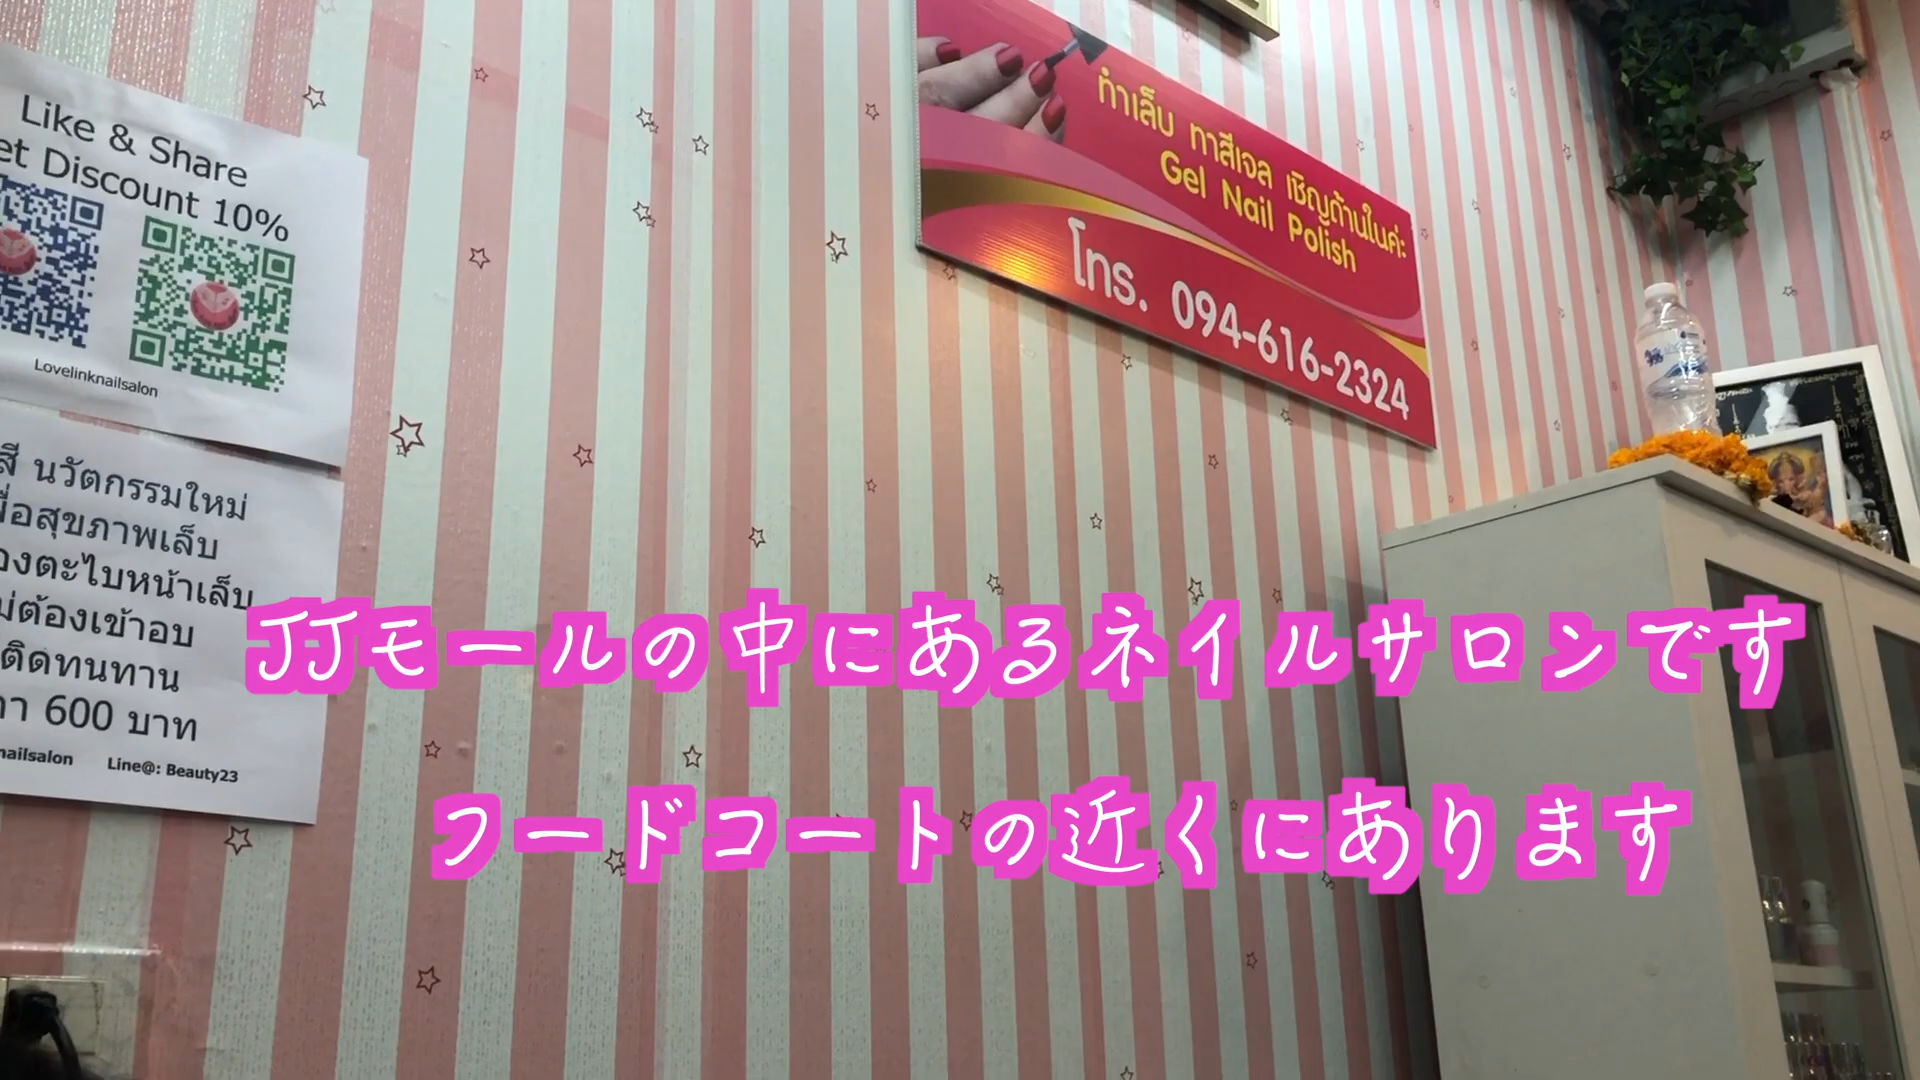 Like & Share
et Discount 10%
Lovelinknailsalon
สี นวัตกรรมใหม่
พื่อสุขภาพเล็บ
องตะไบหน้าเล็บ
ม่ต้องเข้าอบ
ติดทนทาน
600 บาท
nailsalon Line@: Beauty23
ทำเล็บ ทาสีเจล เชิญด้านในค่ะ
Gel Nail Polish
โทร. 094-616-2324
JJモールの中にあるネイルサロンです
フードコートの近くにあります